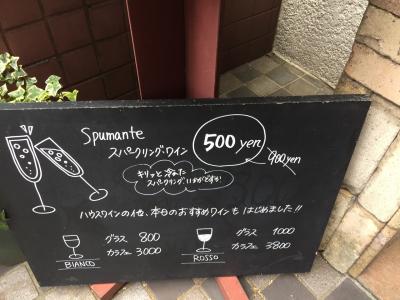 Spumante
スパークリングワイン
500 yen
900 yen
キリッと冷えた
スパークリングいかがですか
ハウスワインの他、本日のおすすめワインも はじめました!!
グラス 800
カラフェ 3000
BIANCO
グラス 1000
カラフェ 3800
ROSSO